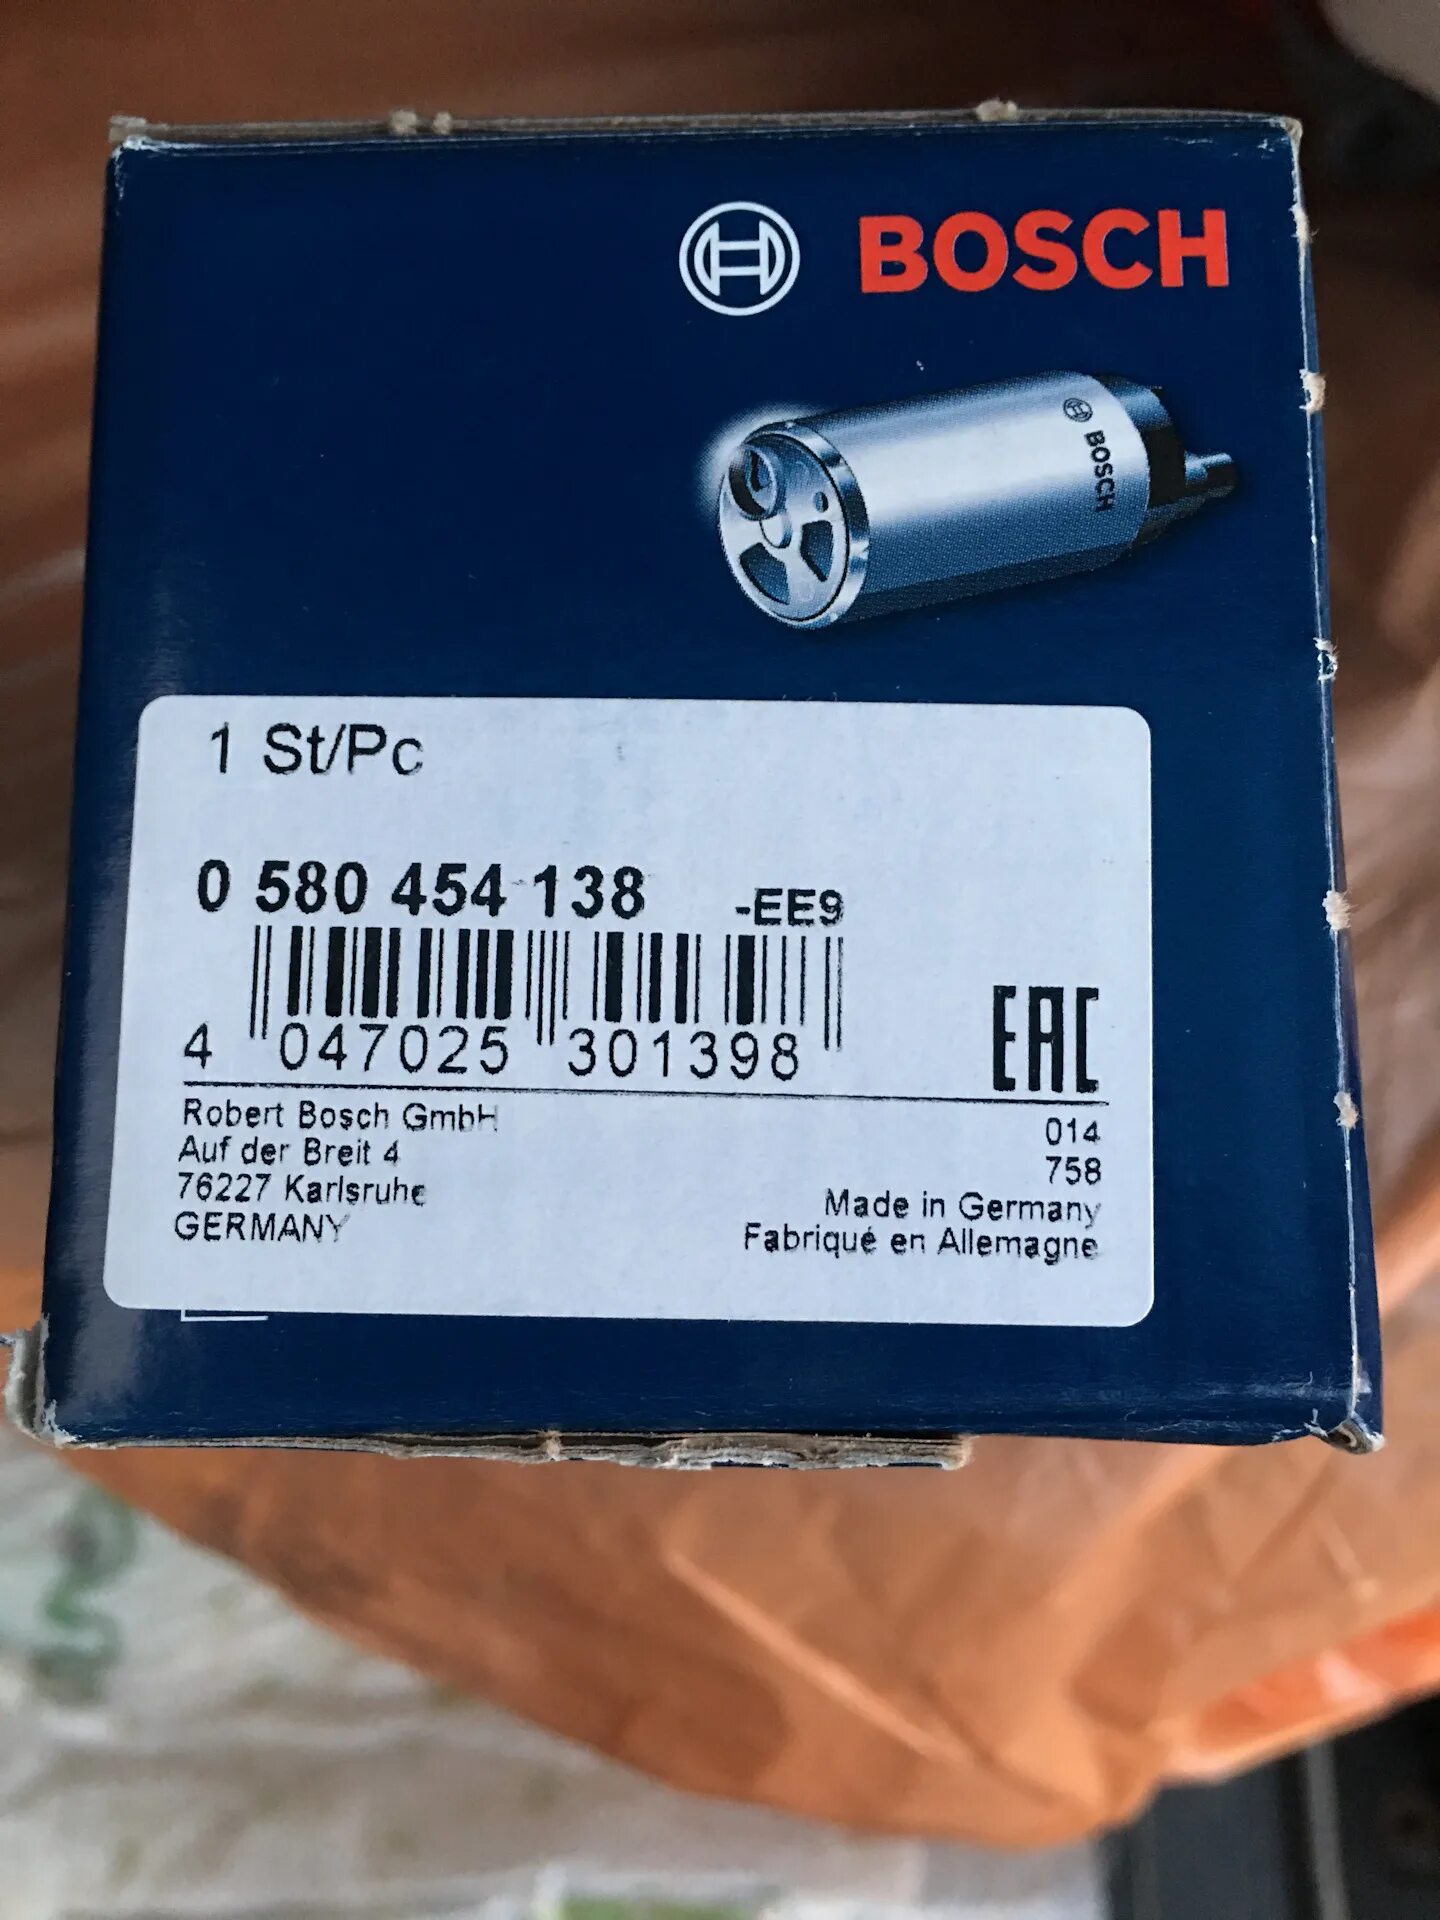 BOSCH
BOSCH
1 St/Pc
0 580 454 138 -EE9
4 047025 301398
EAC
Robert Bosch GmbH
Auf der Breit 4
76227 Karlsruhe
GERMANY
014
758
Made in Germany
Fabriqué en Allemagne